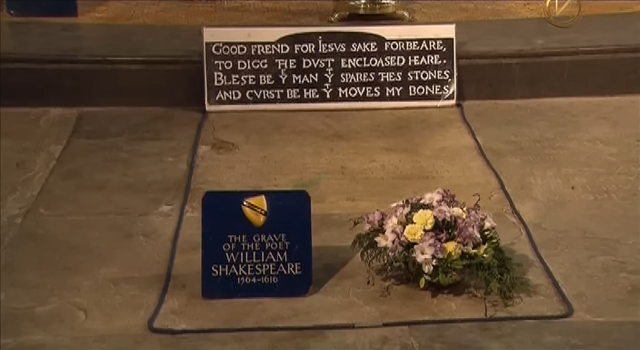 GOOD FREND FOR IESVS SAKE FORBEARE,
TO DIGG THE DVST ENCLOASED HEARE.
BLESE BE Y MAN Y SPARES THES STONES,
AND CVRST BE HE Y MOVES MY BONES
THE GRAVE
OF THE POET
WILLIAM
SHAKESPEARE
1564-1616